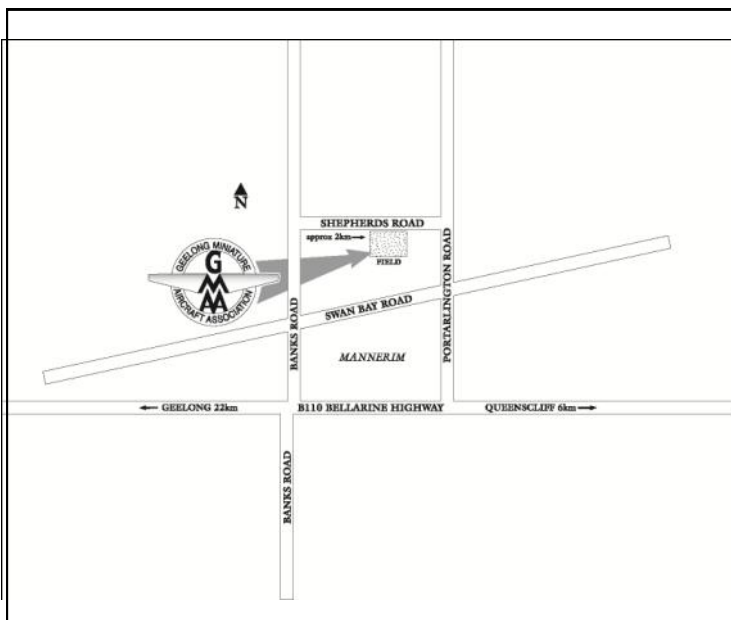 N
SHEPHERDS ROAD
approx 2km
FIELD
GEELONG MINIATURE
G
M
AA
AIRCRAFT ASSOCIATION
SWAN BAY ROAD
BANKS ROAD
PORTARLINGTON ROAD
MANNERIM
GEELONG 22km
B110 BELLARINE HIGHWAY
QUEENSCLIFF 6km
BANKS ROAD